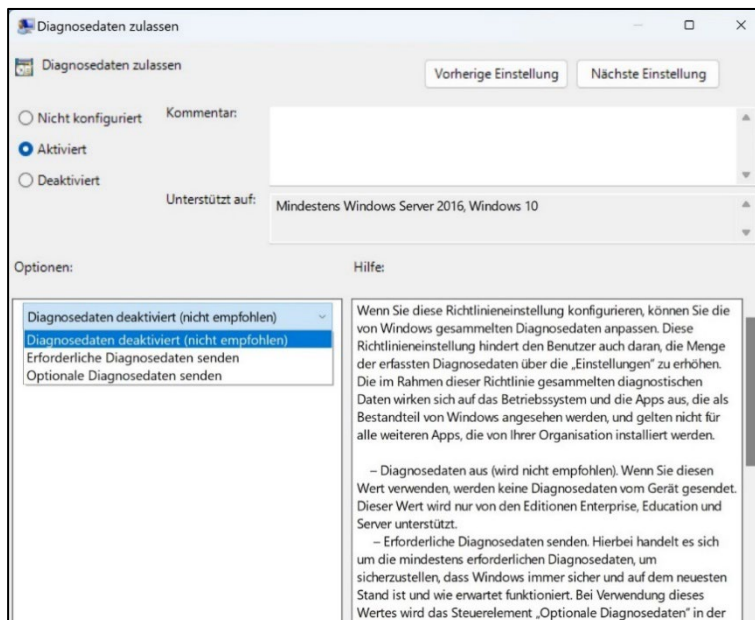 Diagnosedaten zulassen
Diagnosedaten zulassen
Vorherige Einstellung
Nächste Einstellung
Nicht konfiguriert
Kommentar:
Aktiviert
Deaktiviert
Unterstützt auf:
Mindestens Windows Server 2016, Windows 10
Optionen:
Hilfe:
Diagnosedaten deaktiviert (nicht empfohlen)
Diagnosedaten deaktiviert (nicht empfohlen)
Erforderliche Diagnosedaten senden
Optionale Diagnosedaten senden
Wenn Sie diese Richtlinieneinstellung konfigurieren, können Sie die
von Windows gesammelten Diagnosedaten anpassen. Diese
Richtlinieneinstellung hindert den Benutzer auch daran, die Menge
der erfassten Diagnosedaten über die „Einstellungen“ zu erhöhen.
Die im Rahmen dieser Richtlinie gesammelten diagnostischen
Daten wirken sich auf das Betriebssystem und die Apps aus, die als
Bestandteil von Windows angesehen werden, und gelten nicht für
alle weiteren Apps, die von Ihrer Organisation installiert werden.
– Diagnosedaten aus (wird nicht empfohlen). Wenn Sie diesen
Wert verwenden, werden keine Diagnosedaten vom Gerät gesendet.
Dieser Wert wird nur von den Editionen Enterprise, Education und
Server unterstützt.
– Erforderliche Diagnosedaten senden. Hierbei handelt es sich
um die mindestens erforderlichen Diagnosedaten, um
sicherzustellen, dass Windows immer sicher und auf dem neuesten
Stand ist und wie erwartet funktioniert. Bei Verwendung dieses
Wertes wird das Steuerelement „Optionale Diagnosedaten“ in der